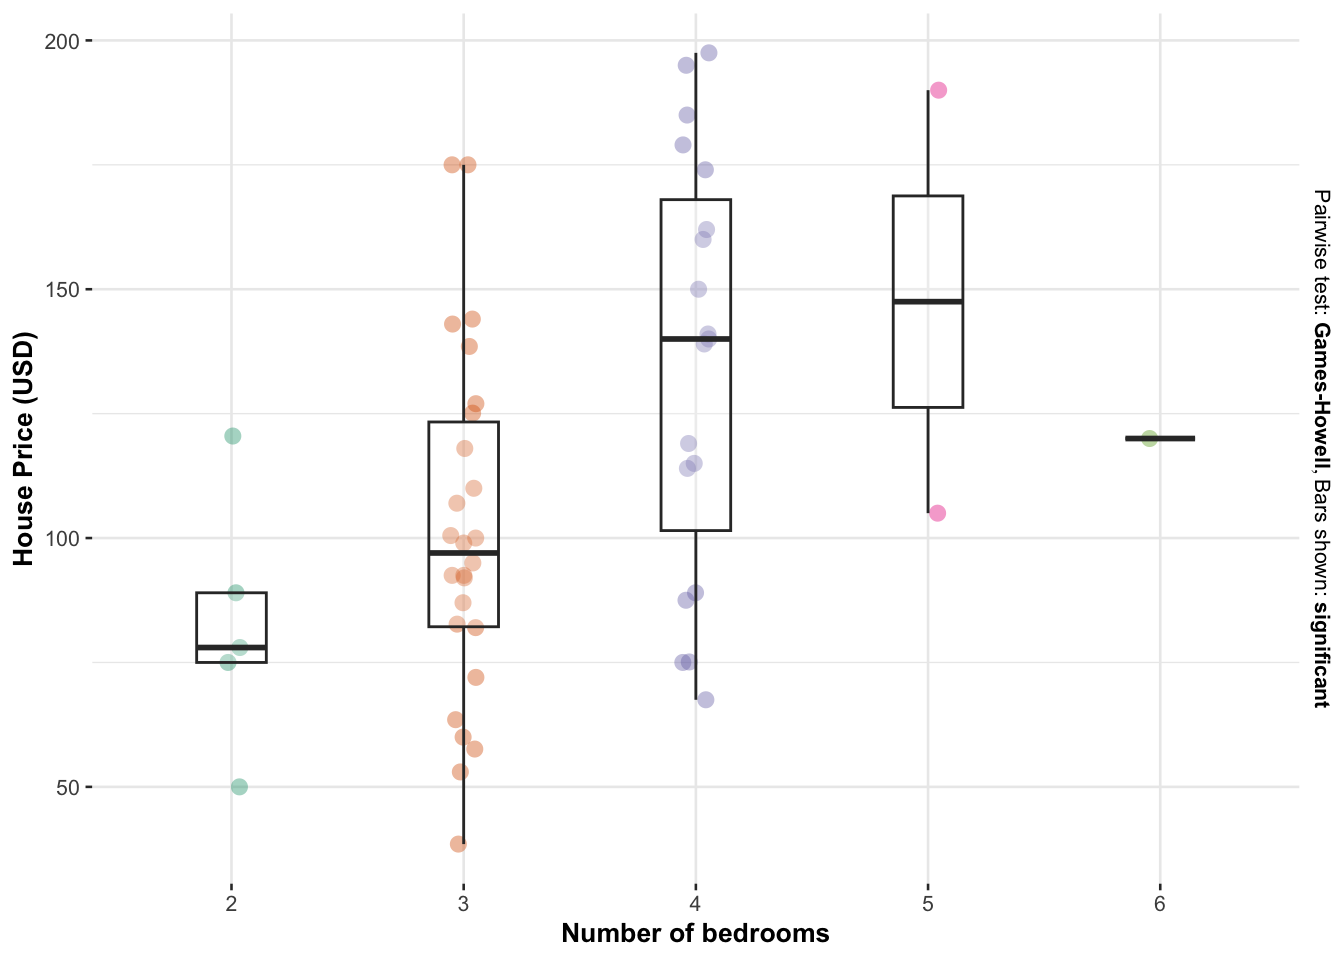 200
150
100
50
House Price (USD)
2 3 4 5 6
Number of bedrooms
Pairwise test: Games-Howell, Bars shown: significant